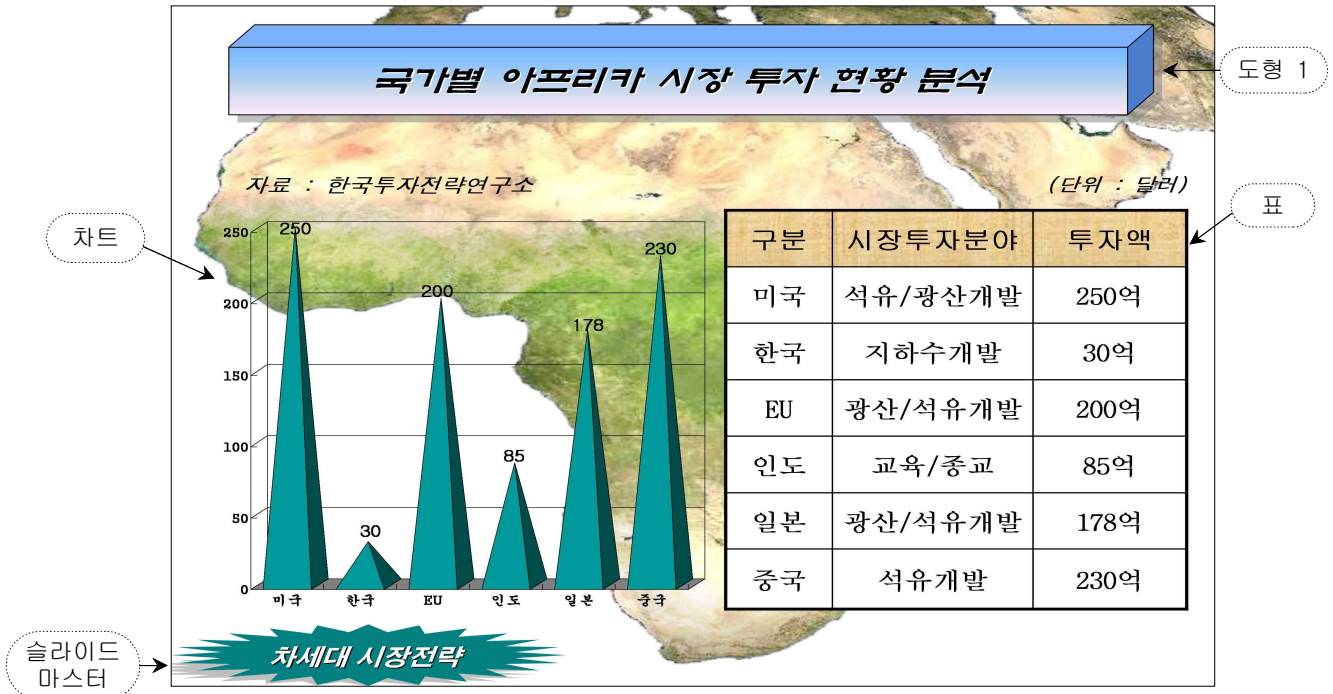 국가별 아프리카 시장 투자 현황 분석
도형 1
자료 : 한국투자전략연구소
(단위 : 달러)
차트
표
250
200
150
100
50
0
250
30
200
85
178
230
미국 한국 EU 인도 일본 중국
구분 시장투자분야 투자액
미국 석유/광산개발 250억
한국 지하수개발 30억
EU 광산/석유개발 200억
인도 교육/종교 85억
일본 광산/석유개발 178억
중국 석유개발 230억
차세대 시장전략
슬라이드
마스터